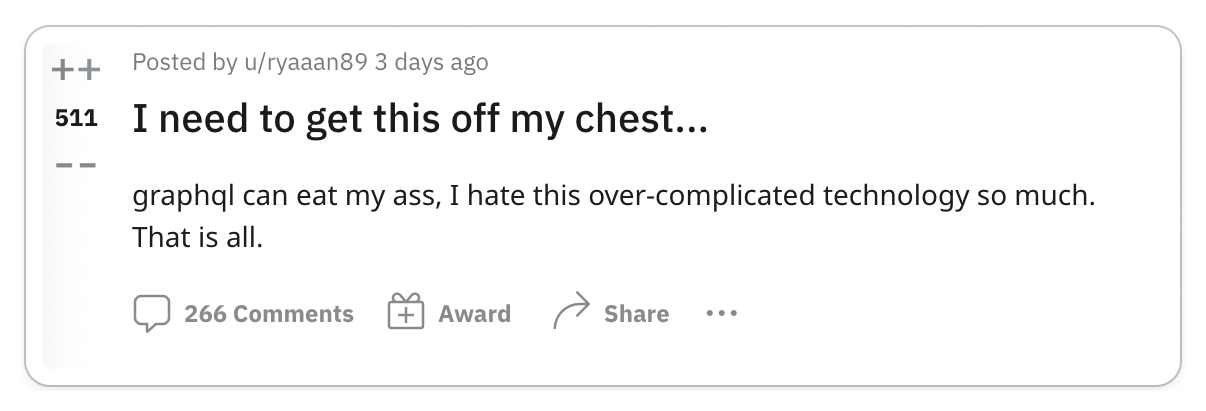 ++
Posted by u/ryaaan89 3 days ago
511
I need to get this off my chest...
--
graphql can eat my ass, I hate this over-complicated technology so much.
That is all.
266 Comments Award Share ...